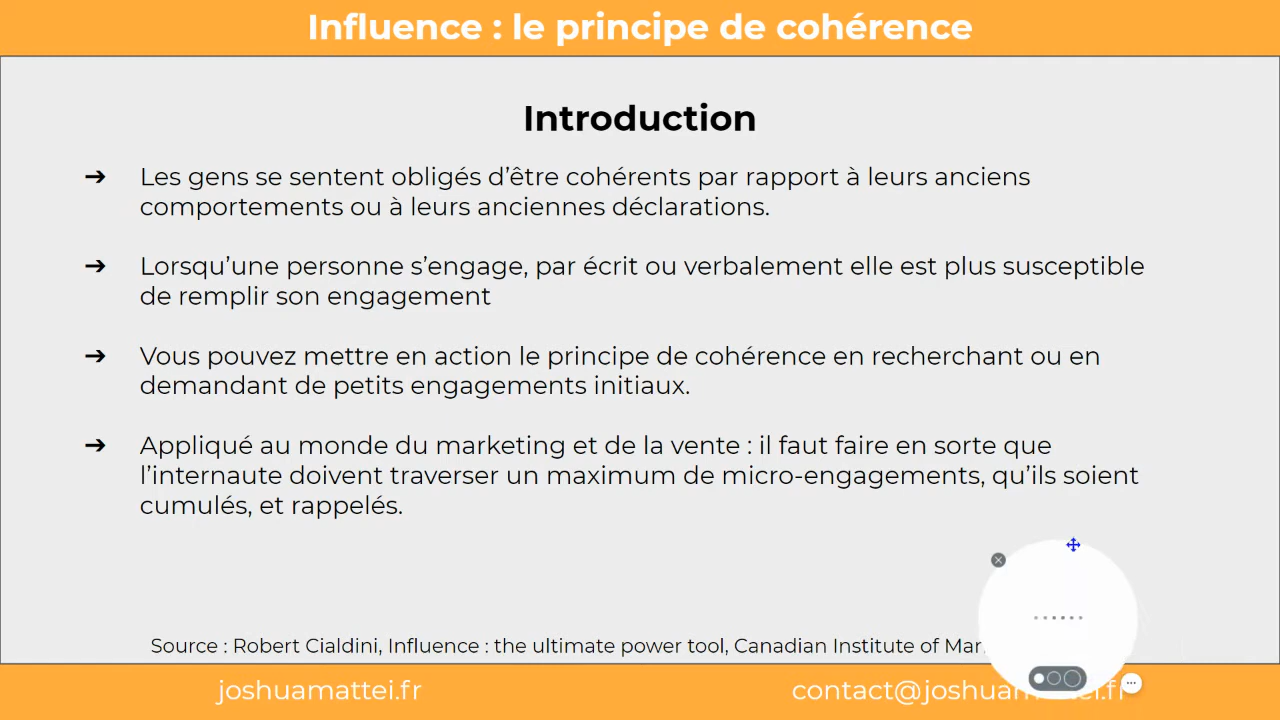 Influence : le principe de cohérence
Introduction
➔ Les gens se sentent obligés d’être cohérents par rapport à leurs anciens
comportements ou à leurs anciennes déclarations.
➔ Lorsqu’une personne s’engage, par écrit ou verbalement elle est plus susceptible
de remplir son engagement
➔ Vous pouvez mettre en action le principe de cohérence en recherchant ou en
demandant de petits engagements initiaux.
➔ Appliqué au monde du marketing et de la vente : il faut faire en sorte que
l’internaute doivent traverser un maximum de micro-engagements, qu’ils soient
cumulés, et rappelés.
Source : Robert Cialdini, Influence : the ultimate power tool, Canadian Institute of
joshuamattei.fr